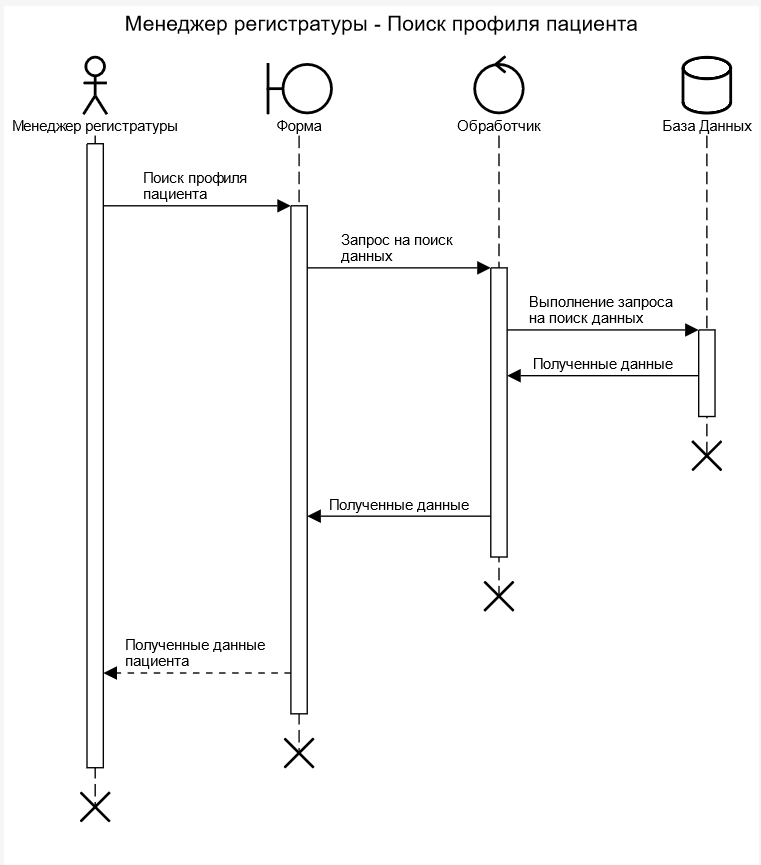 Менеджер регистратуры - Поиск профиля пациента
Менеджер регистратуры
Форма
Обработчик
База Данных
Поиск профиля
пациента
Запрос на поиск
данных
Выполнение запроса
на поиск данных
Полученные данные
Полученные данные
Полученные данные
пациента